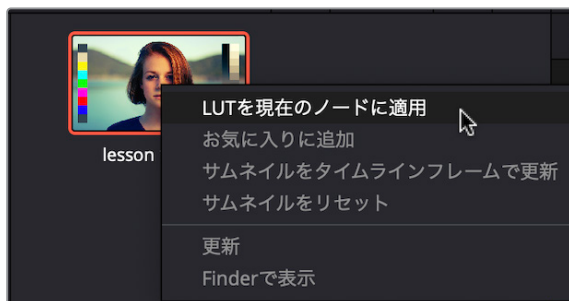 lesson
LUTを現在のノードに適用
お気に入りに追加
サムネイルをタイムラインフレームで更新
サムネイルをリセット
更新
Finderで表示